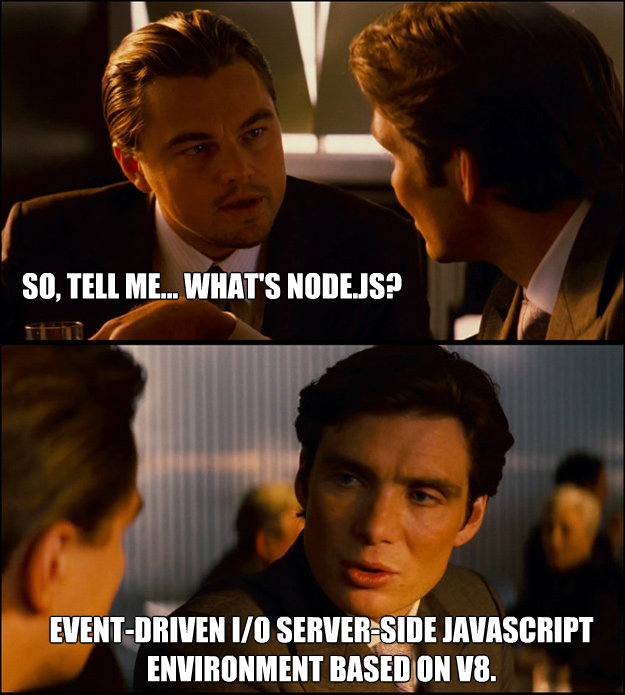 SO, TELL ME... WHAT'S NODE.JS?
EVENT-DRIVEN I/O SERVER-SIDE JAVASCRIPT
ENVIRONMENT BASED ON V8.